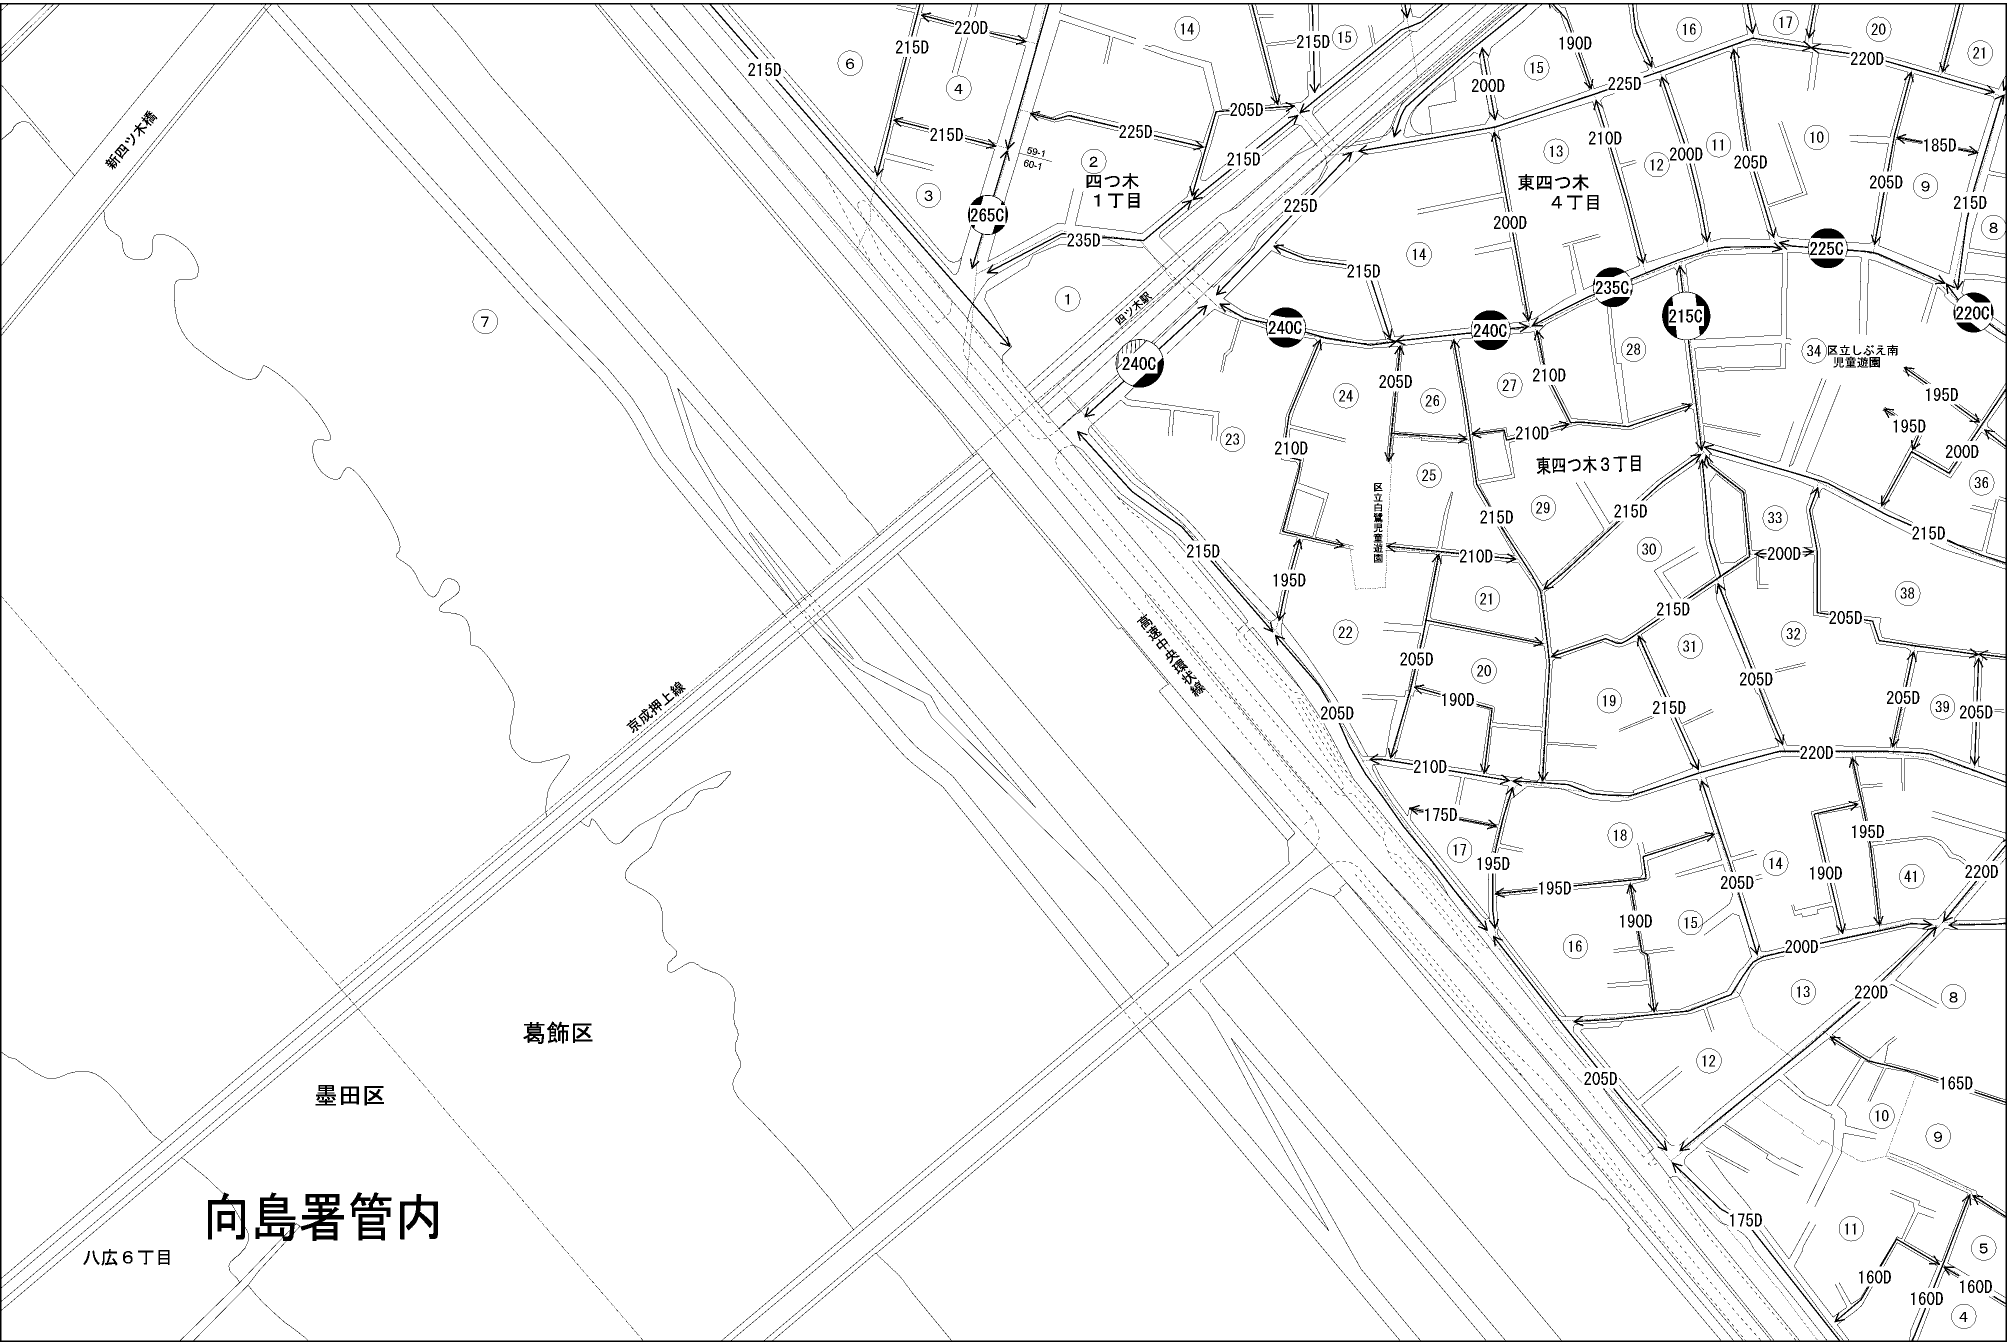 215D
6
215D
220D
4
14
215D
15
190D
15
200D
225D
16
17
20
220D
21
新四ツ木橋
215D
225D
205D
215D
59-1
60-1
2
四つ木
1丁目
3
265C
235D
1
7
四ツ木駅
225D
13
210D
12
200D
11
205D
10
185D
9
205D
215D
8
東四つ木
4丁目
200D
14
215D
235C
225C
220C
240C
240C
240C
215C
28
34
区立しぶえ南
児童遊園
195D
195D
200D
36
24
205D
26
27
210D
210D
23
210D
25
東四つ木3丁目
区立白鷺児童遊園
215D
29
215D
30
33
200D
215D
215D
210D
195D
21
22
215D
205D
38
32
31
高速中央環状線
205D
20
190D
205D
19
215D
205D
205D
39
205D
京成押上線
210D
220D
175D
17
195D
18
195D
190D
16
14
205D
15
195D
190D
41
220D
200D
13
220D
8
12
205D
165D
10
9
葛飾区
墨田区
向島署管内
八広6丁目
175D
11
5
160D
160D
160D
4